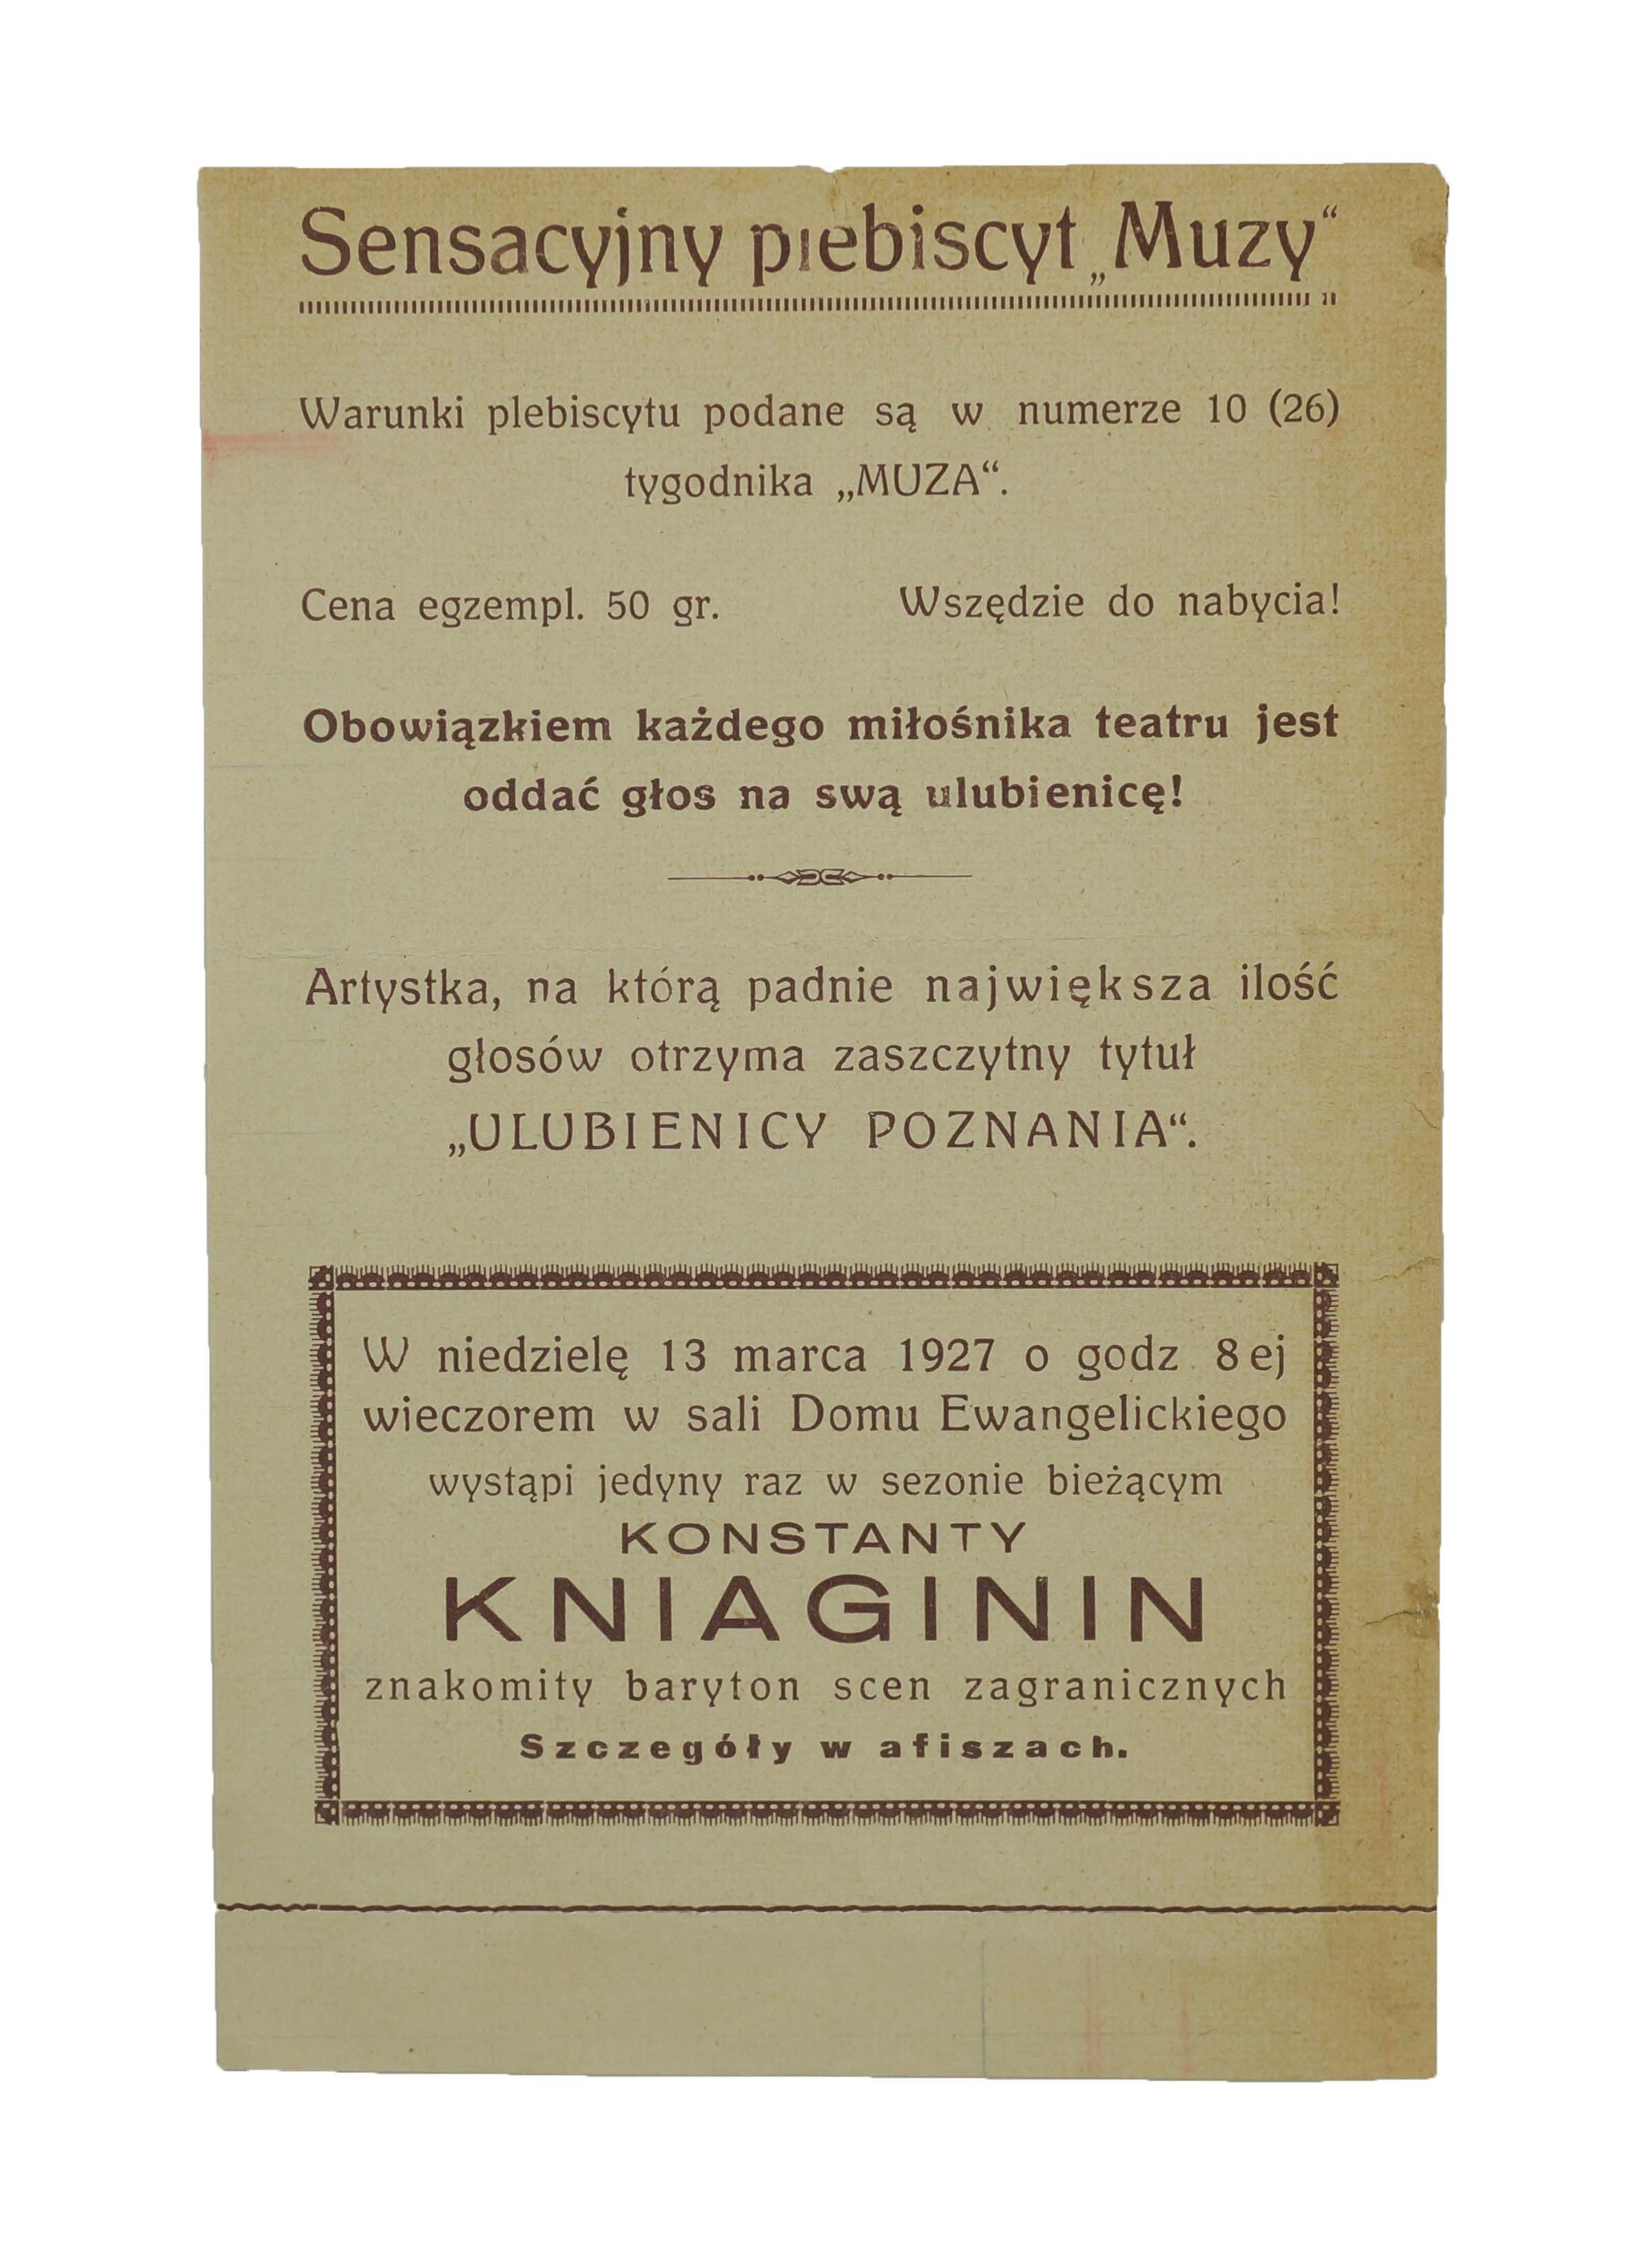 Sensacyjny plebiscyt „Muzy“
Warunki plebiscytu podane są w numerze 10 (26)
tygodnika „MUZA“.
Cena egzempl. 50 gr. Wszędzie do nabycia!
Obowiązkiem każdego miłośnika teatru jest
oddać głos na swą ulubienicę!
Artystka, na którą padnie największa ilość
głosów otrzyma zaszczytny tytuł
„ULUBIENICY POZNANIA“.
W niedzielę 13 marca 1927 o godz 8 ej
wieczorem w sali Domu Ewangelickiego
wystąpi jedyny raz w sezonie bieżącym
KONSTANTY
KNIAGININ
znakomity baryton scen zagranicznych
Szczegóły w afiszach.